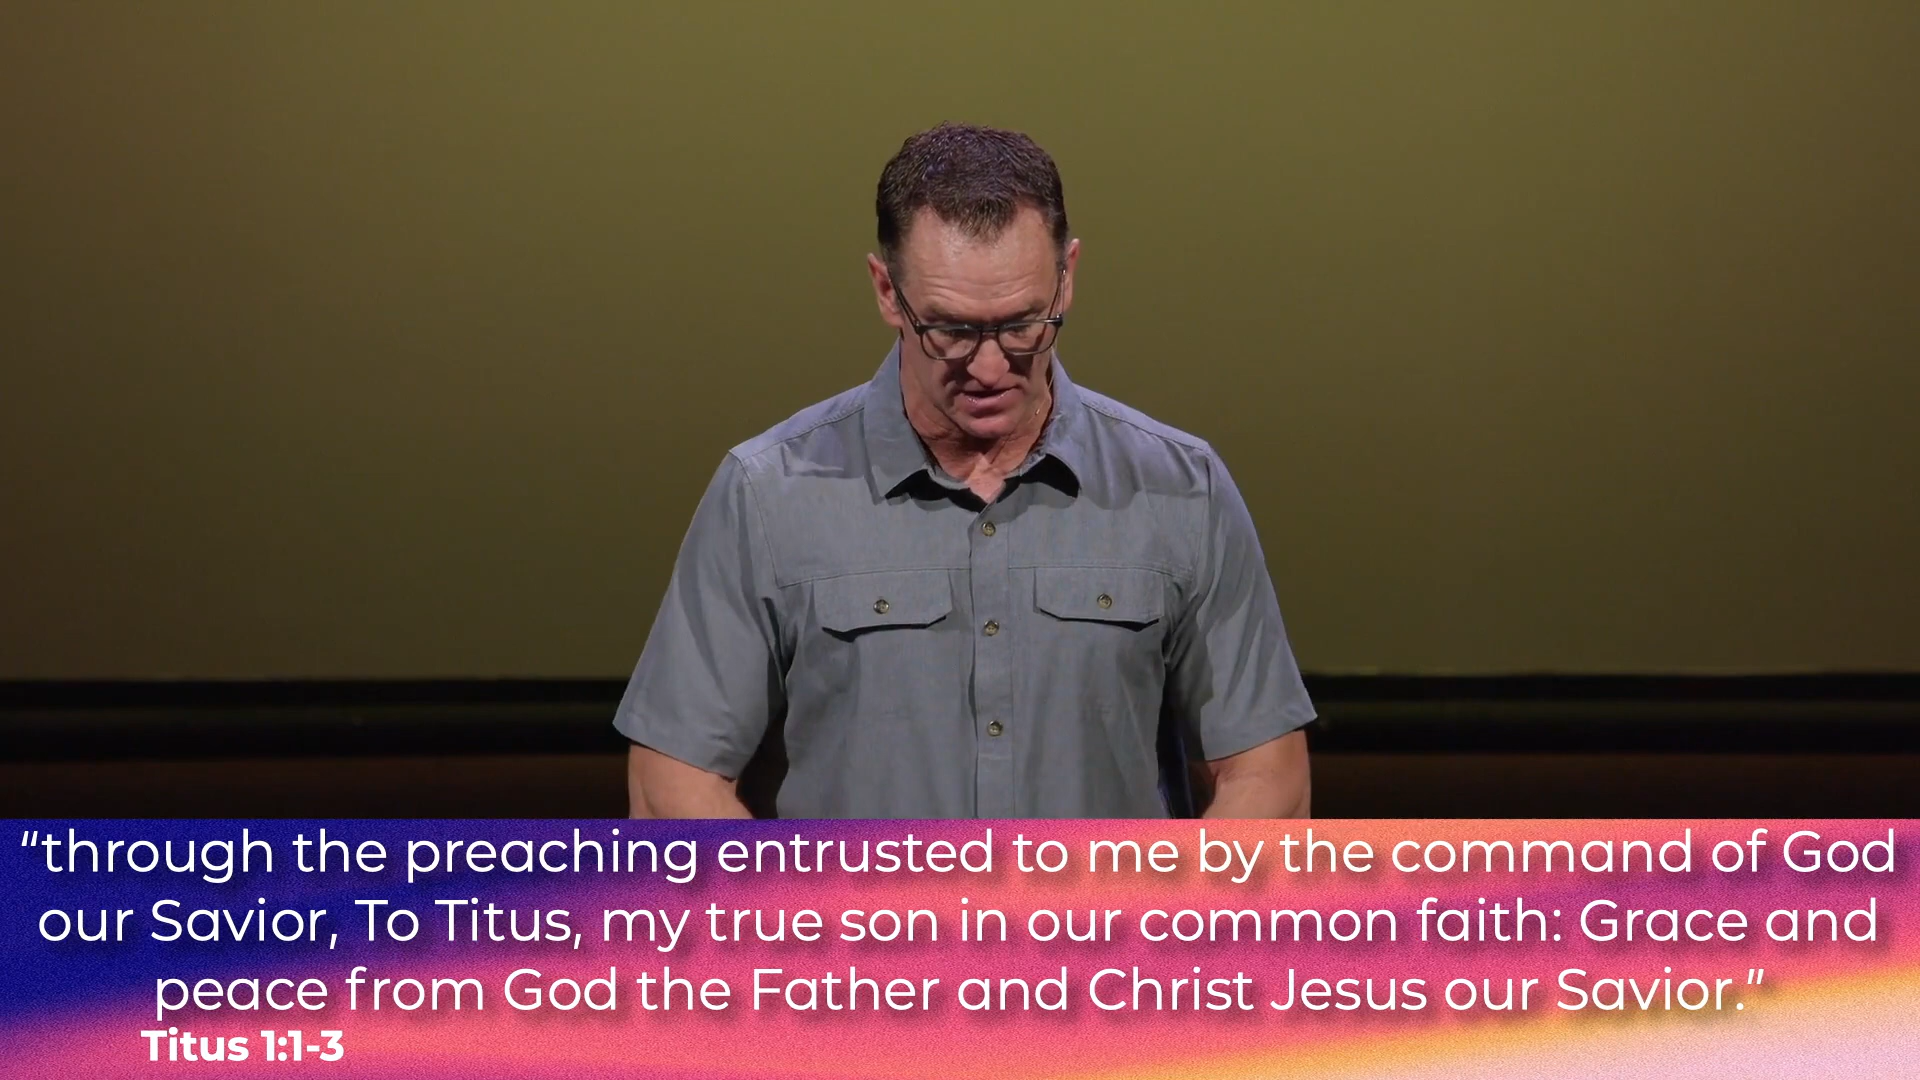 “through the preaching entrusted to me by the command of God
our Savior, To Titus, my true son in our common faith: Grace and
peace from God the Father and Christ Jesus our Savior.”
Titus 1:1-3